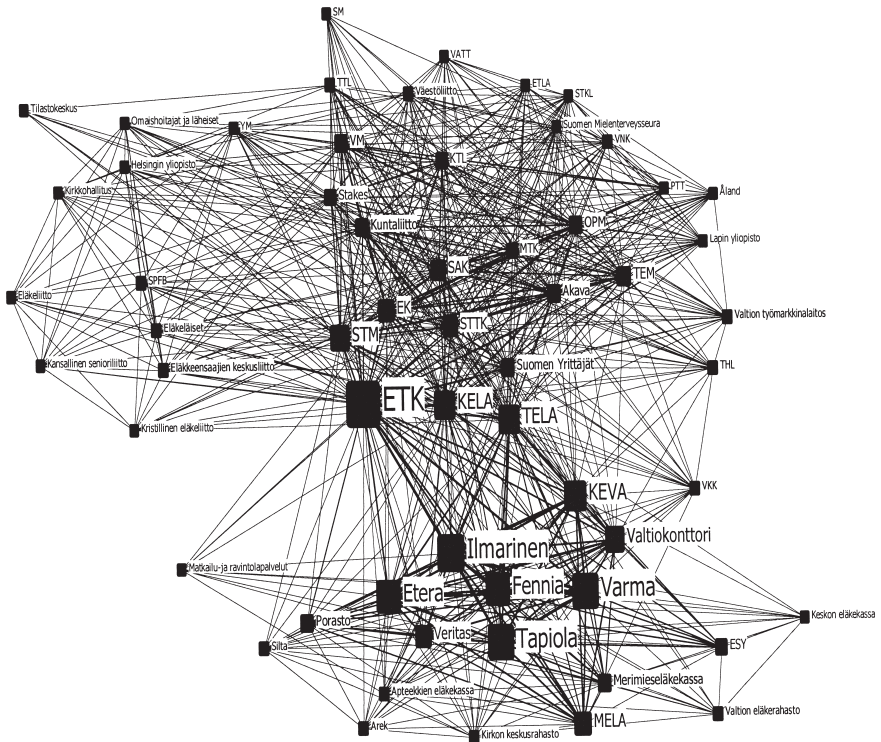 SM
VATT
TTL
Väestöliitto
ETLA
STKL
Tilastokeskus
Omaishoitajat ja läheiset
YM
Suomen Mielenterveysseura
VM
VNK
KTL
Helsingin yliopisto
Kirkkohallitus
Stakes
PTT
Åland
Kuntaliitto
OPM
Lapin yliopisto
MTK
SAK
TEM
SPFB
Akava
Eläkeliitto
EK
Valtion työmarkkinalaitos
STTK
Eläkeläiset
STM
Kansallinen senioriliitto
Eläkkeensaajien keskusliitto
Suomen Yrittäjät
THL
ETK
KELA
TELA
Kristillinen eläkeliitto
VKK
KEVA
Valtiokonttori
Ilmarinen
Matkailu-ja ravintolapalvelut
Etera
Fennia
Varma
Keskon eläkekassa
Porasto
Veritas
Tapiola
Silta
ESY
Merimieseläkekassa
Apteekkien eläkekassa
Valtion eläkerahasto
MELA
Arek
Kirkon keskusrahasto